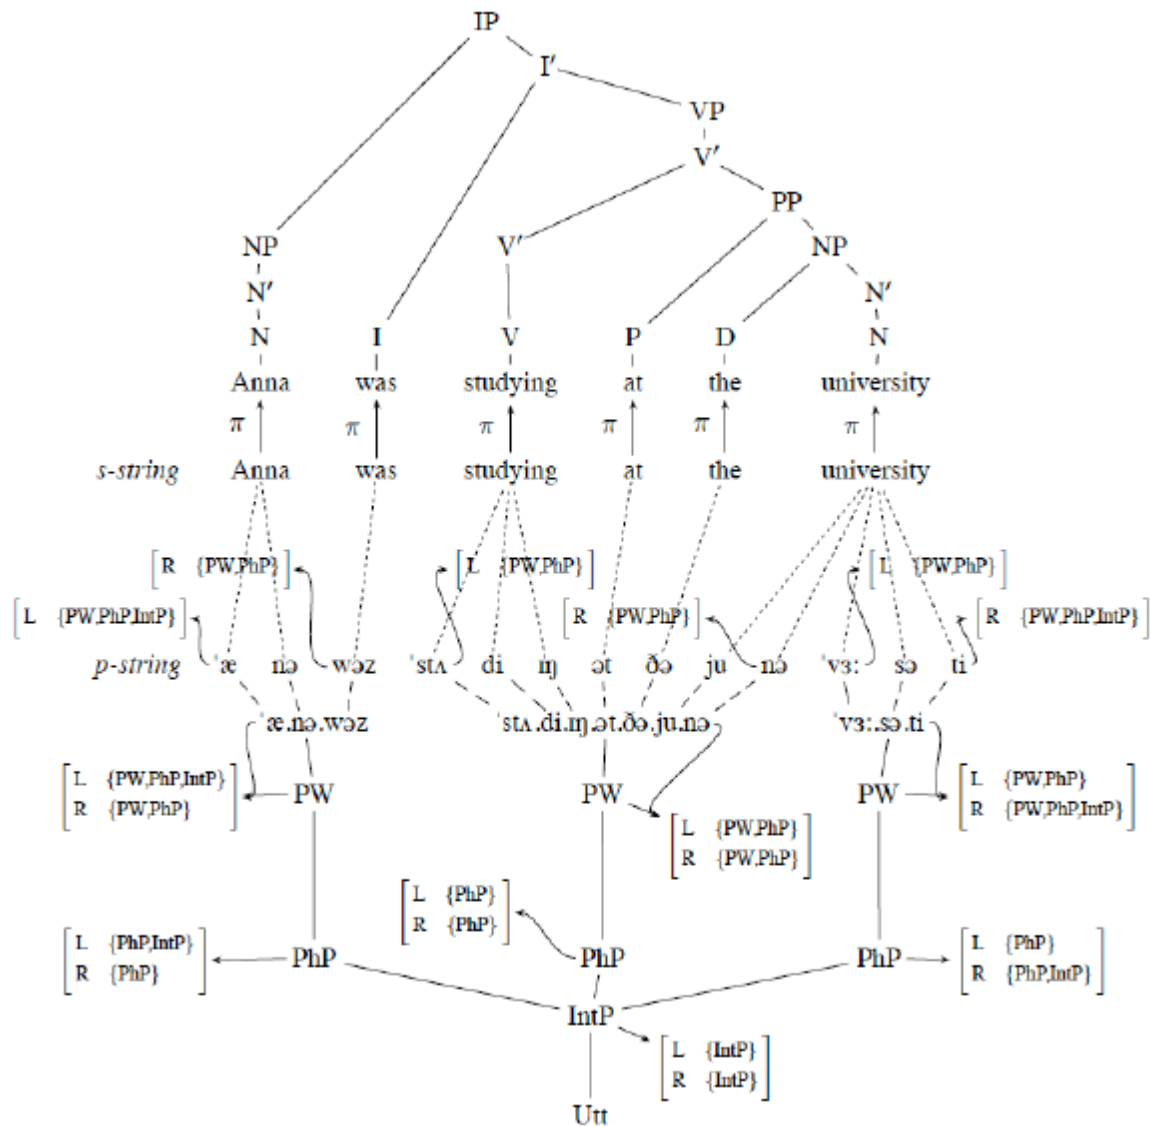 IP
I′
VP
V′
PP
NP V′ NP
N′ N′
N I V P D N
Anna was studying at the university
π π π π π π
s-string Anna was studying at the university
[R {PW,PhP}] [L {PW,PhP}] [L {PW,PhP}]
[L {PW,PhP,IntP}] [R {PW,PhP}] [R {PW,PhP,IntP}]
p-string ˈæ nə wəz ˈstʌ di ɪŋ ət ðə ju nə ˈvɜː sə ti
ˈæ.nə.wəz ˈstʌ.di.ɪŋ.ət.ðə.ju.nə ˈvɜː.sə.ti
[L {PW,PhP,IntP} R {PW,PhP}] PW PW PW [L {PW,PhP} R {PW,PhP,IntP}]
[L {PW,PhP} R {PW,PhP}]
[L {PhP} R {PhP}]
[L {PhP,IntP} R {PhP}] PhP PhP PhP [L {PhP} R {PhP,IntP}]
IntP
[L {IntP} R {IntP}]
Utt